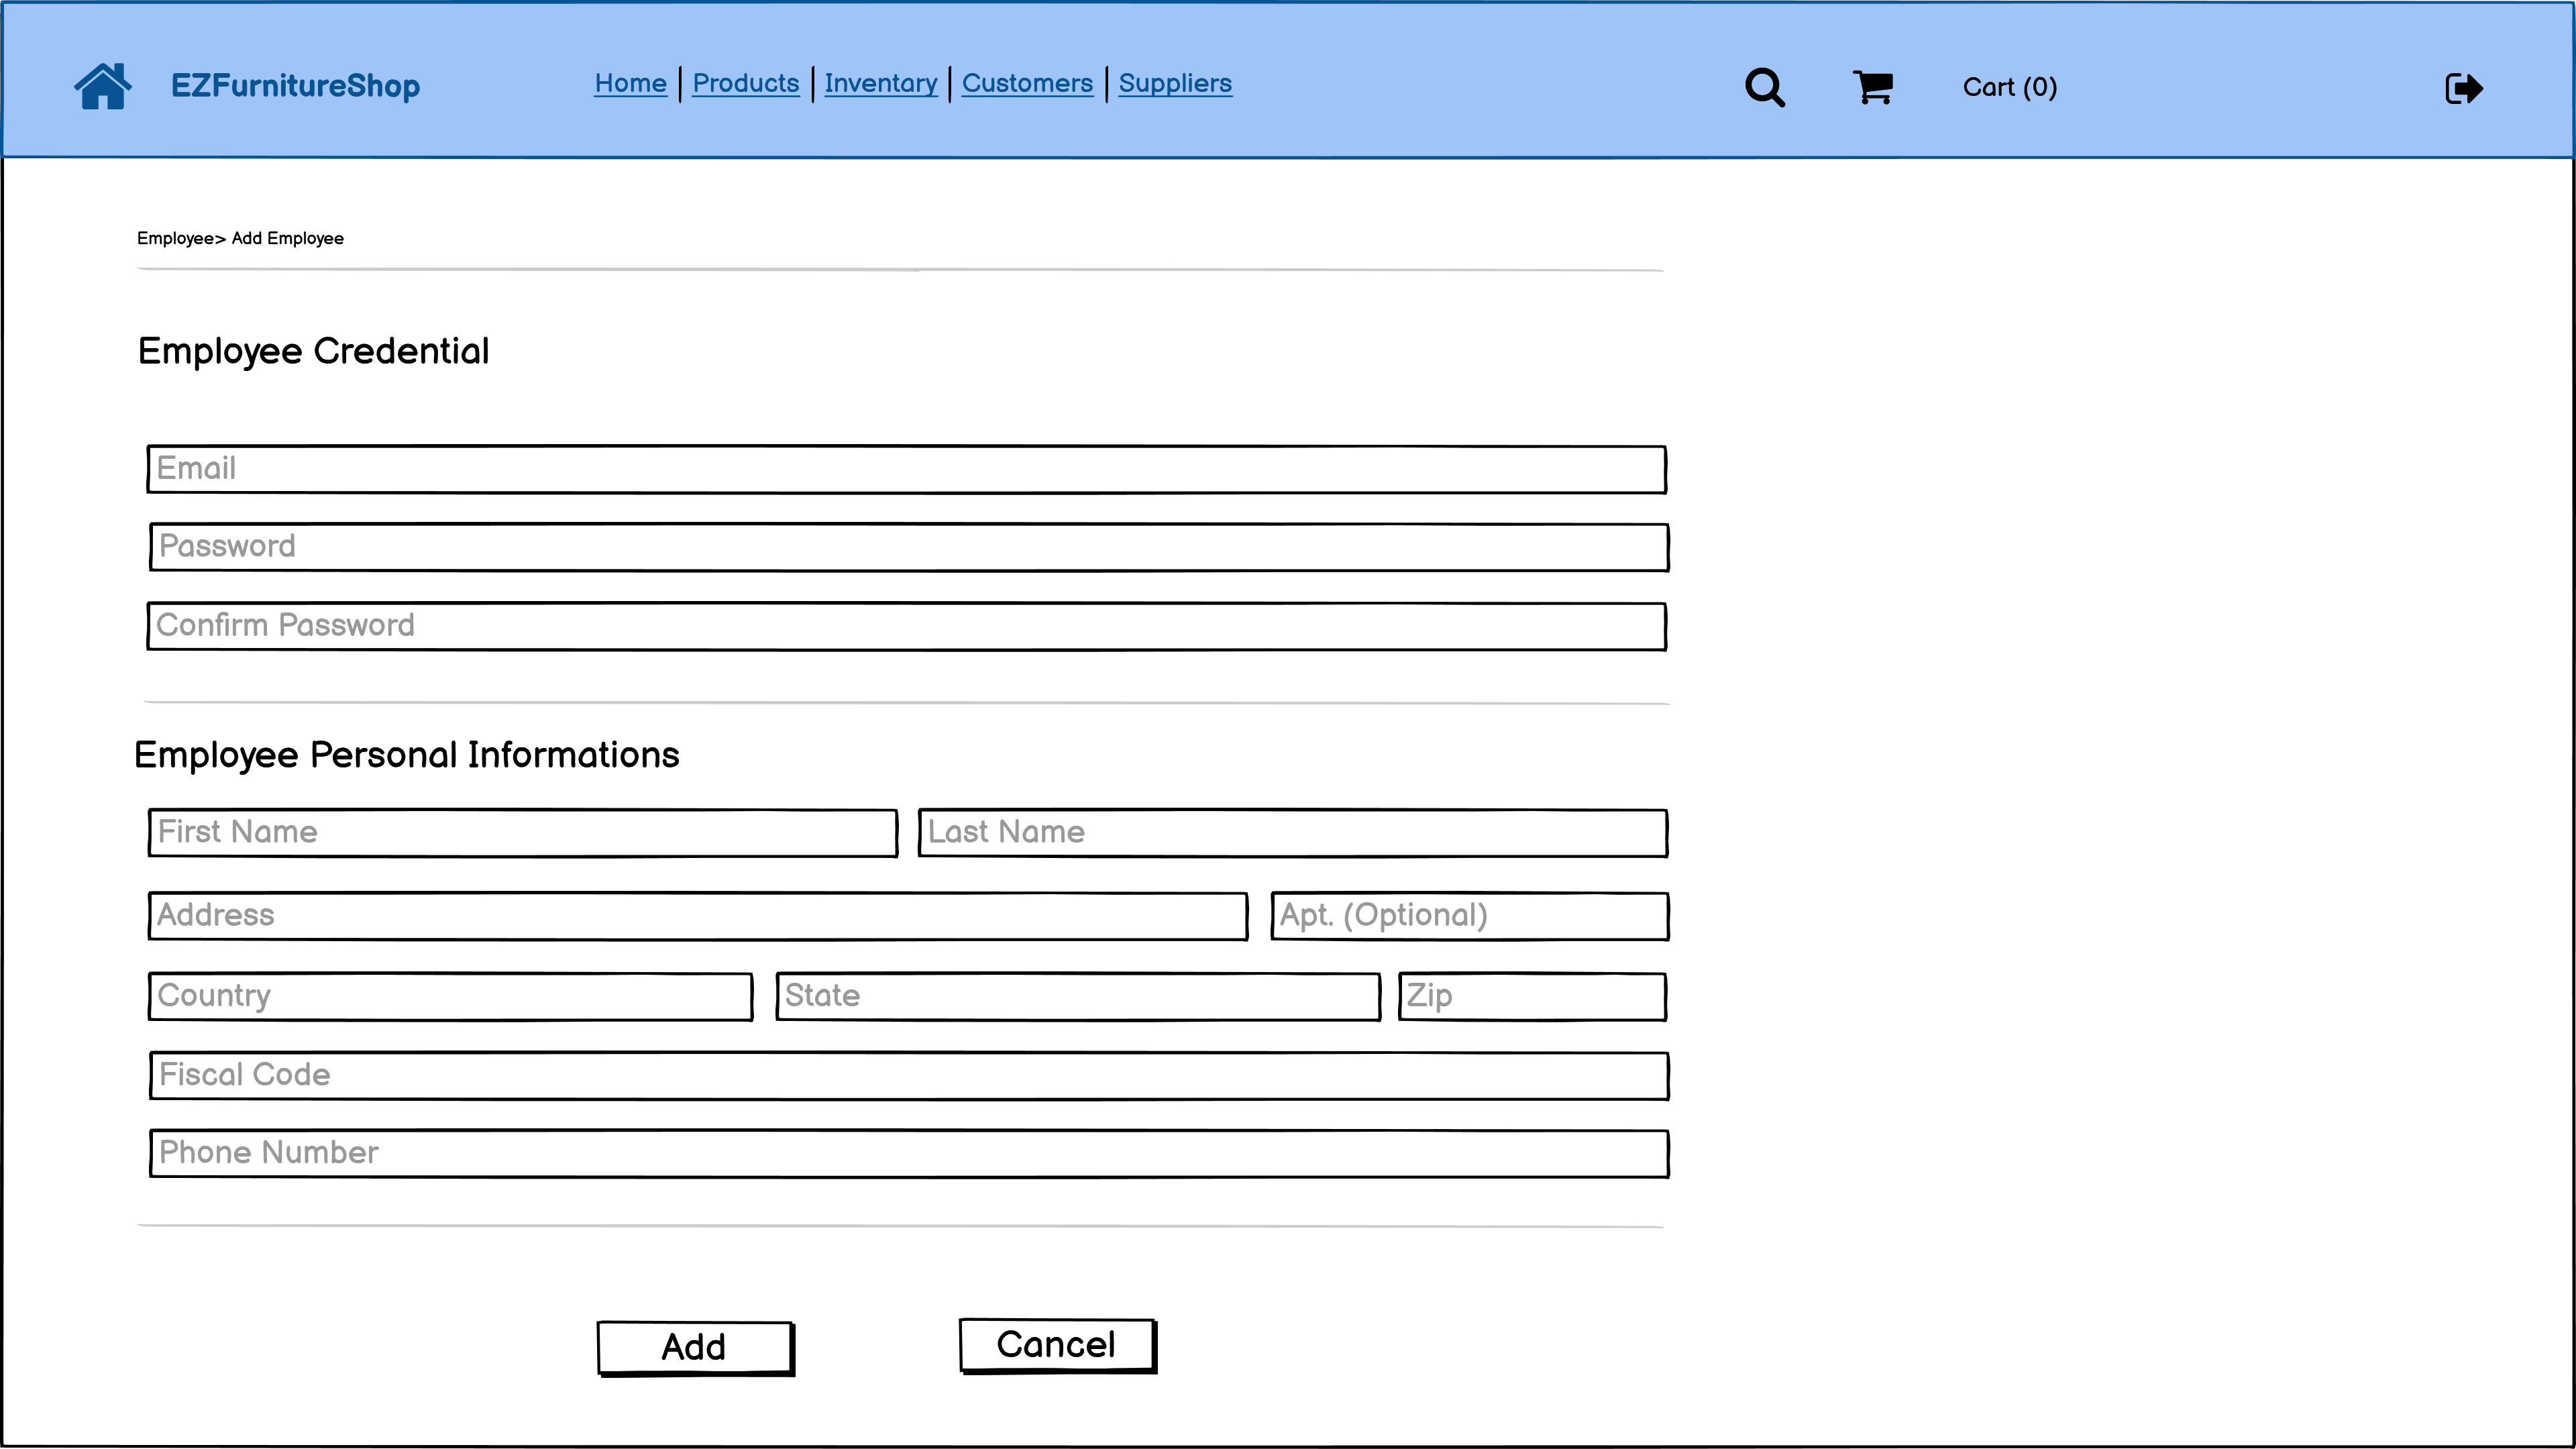 EZFurnitureShop Home Products Inventory Customers Suppliers Cart (0)
Employee> Add Employee
Employee Credential
Email
Password
Confirm Password
Employee Personal Informations
First Name Last Name
Address Apt. (Optional)
Country State Zip
Fiscal Code
Phone Number
Add Cancel